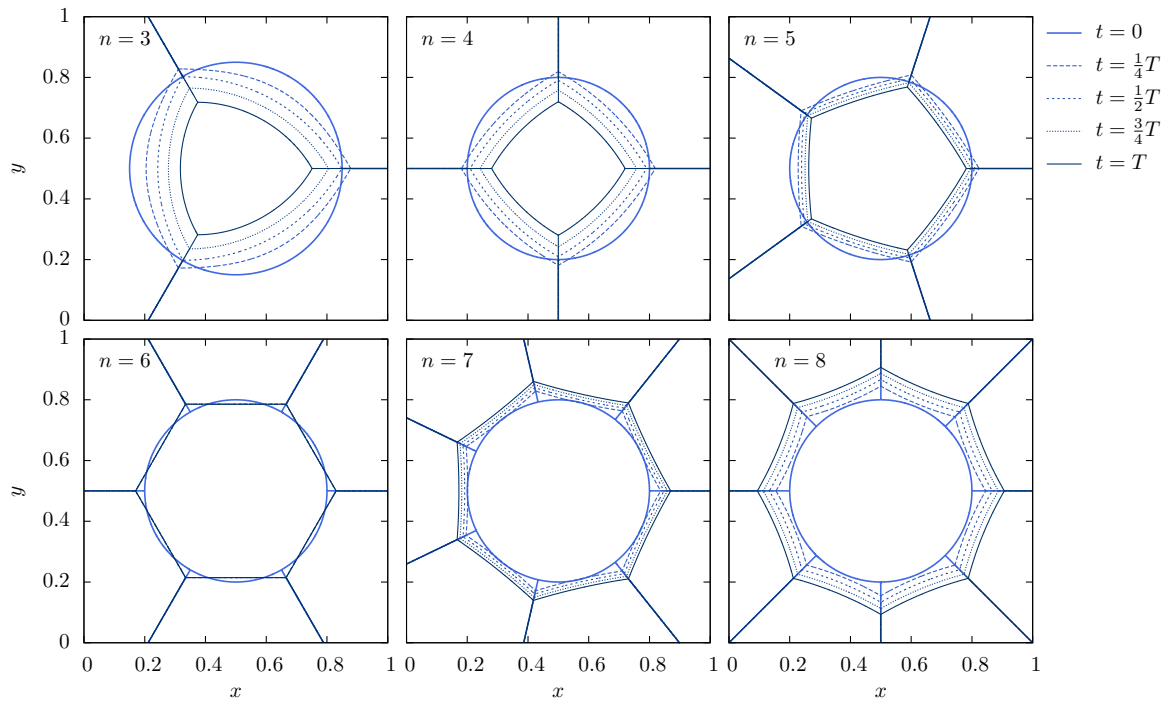 n = 3
n = 4
n = 5
t = 0
t = 1/4 T
t = 1/2 T
t = 3/4 T
t = T
1
0.8
0.6
0.4
0.2
0
y
n = 6
n = 7
n = 8
1
0.8
0.6
0.4
0.2
0
y
0 0.2 0.4 0.6 0.8 1
0 0.2 0.4 0.6 0.8 1
0 0.2 0.4 0.6 0.8 1
x
x
x